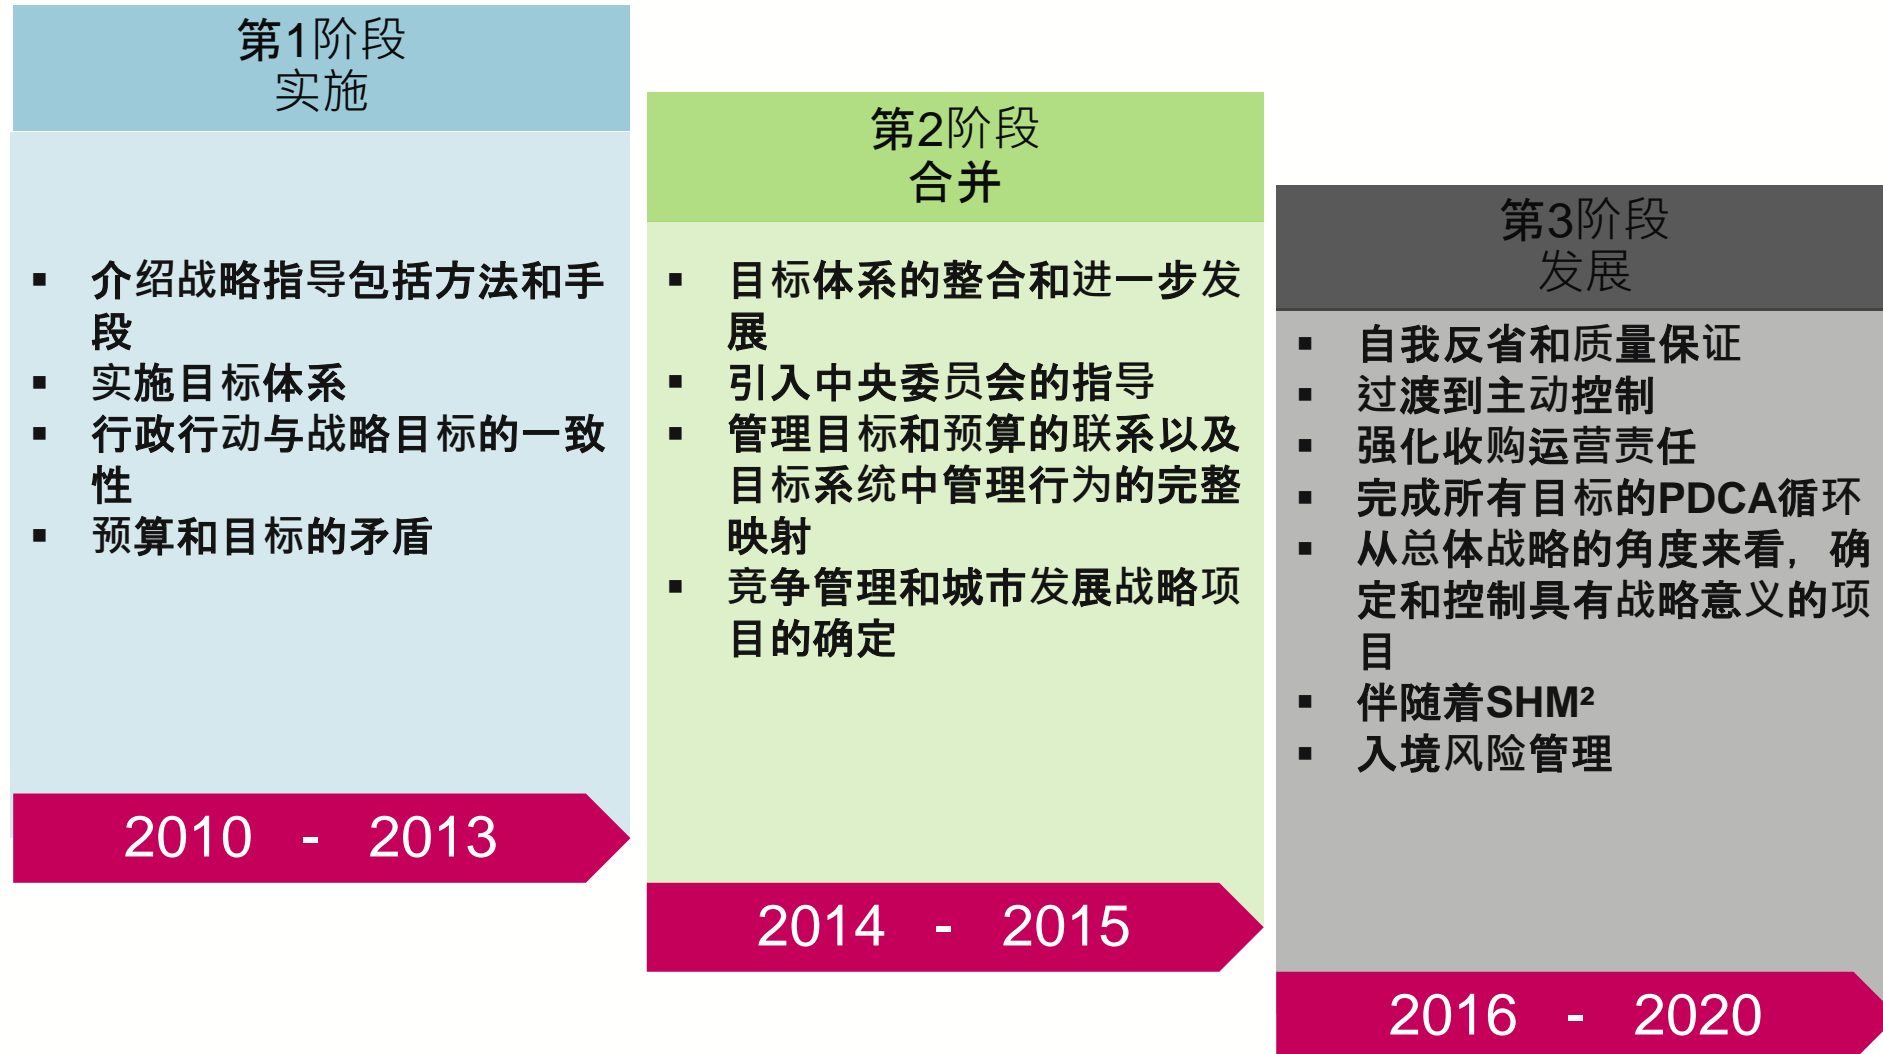 第1阶段
实施
▪ 介绍战略指导包括方法和手
段
▪ 实施目标体系
▪ 行政行动与战略目标的一致
性
▪ 预算和目标的矛盾
2010 - 2013
第2阶段
合并
▪ 目标体系的整合和进一步发
展
▪ 引入中央委员会的指导
▪ 管理目标和预算的联系以及
目标系统中管理行为的完整
映射
▪ 竞争管理和城市发展战略项
目的确定
2014 - 2015
第3阶段
发展
▪ 自我反省和质量保证
▪ 过渡到主动控制
▪ 强化收购运营责任
▪ 完成所有目标的PDCA循环
▪ 从总体战略的角度来看，确
定和控制具有战略意义的项
目
▪ 伴随着SHM²
▪ 入境风险管理
2016 - 2020